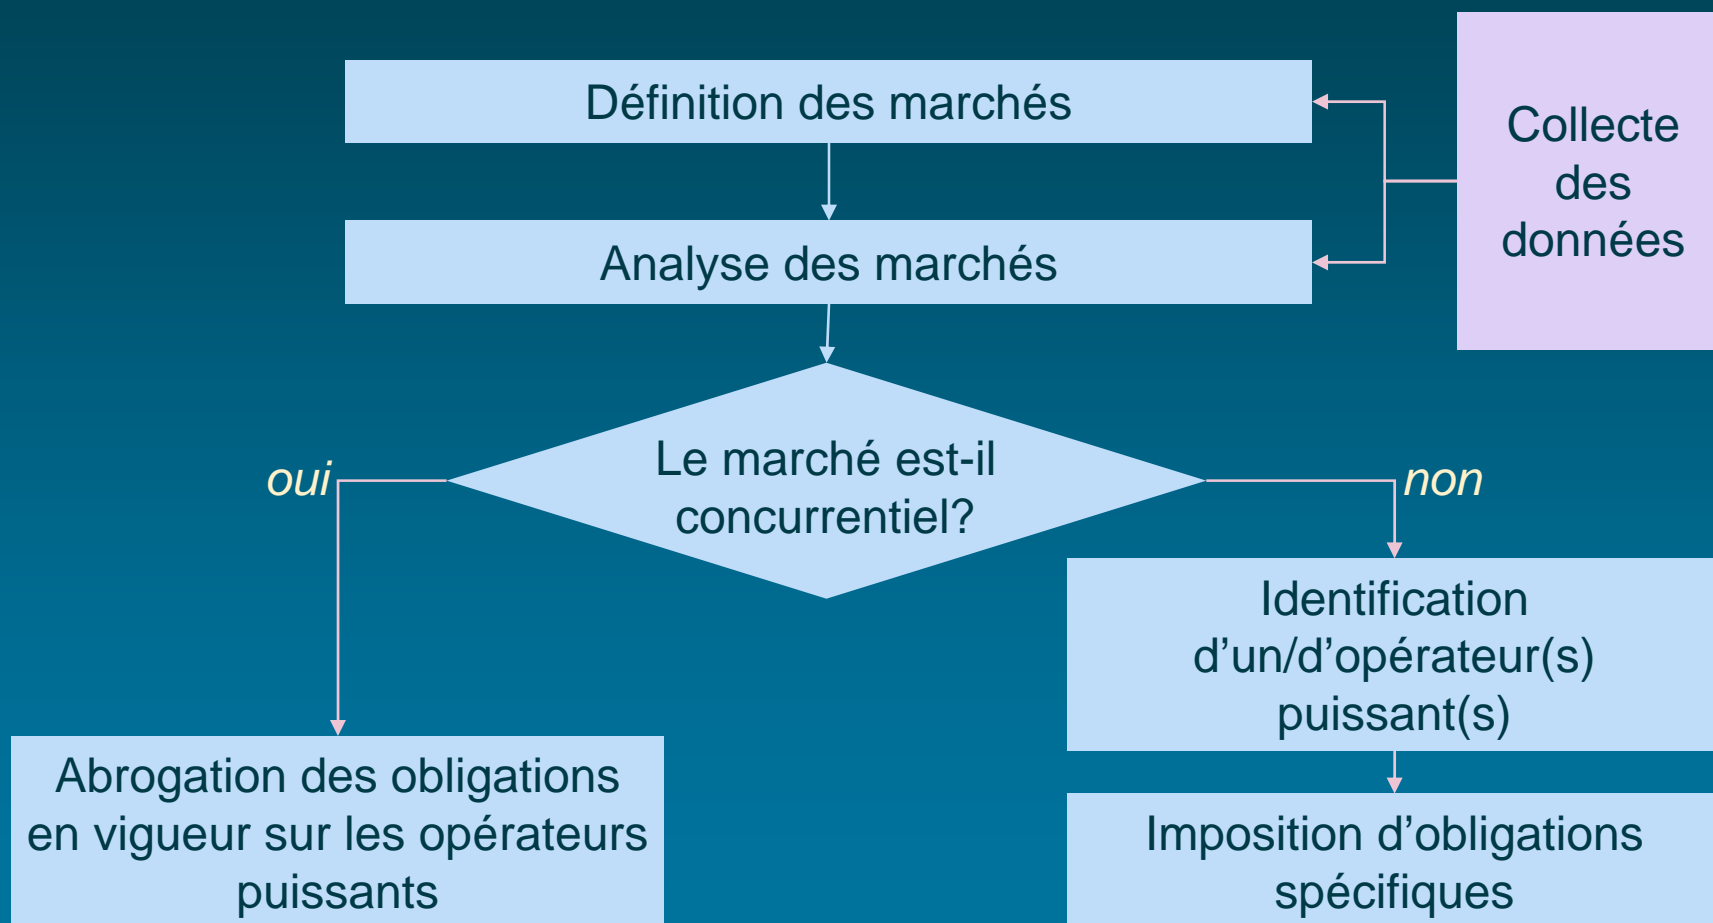 Définition des marchés
Collecte
des
données
Analyse des marchés
Le marché est-il
concurrentiel?
oui
non
Identification
d’un/d’opérateur(s)
puissant(s)
Abrogation des obligations
en vigueur sur les opérateurs
puissants
Imposition d’obligations
spécifiques